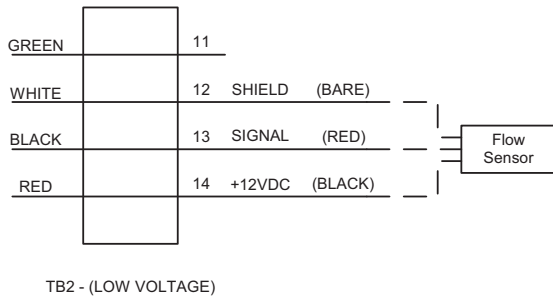 GREEN 11
WHITE 12 SHIELD (BARE)
BLACK 13 SIGNAL (RED)
RED 14 +12VDC (BLACK)
Flow
Sensor
TB2 - (LOW VOLTAGE)